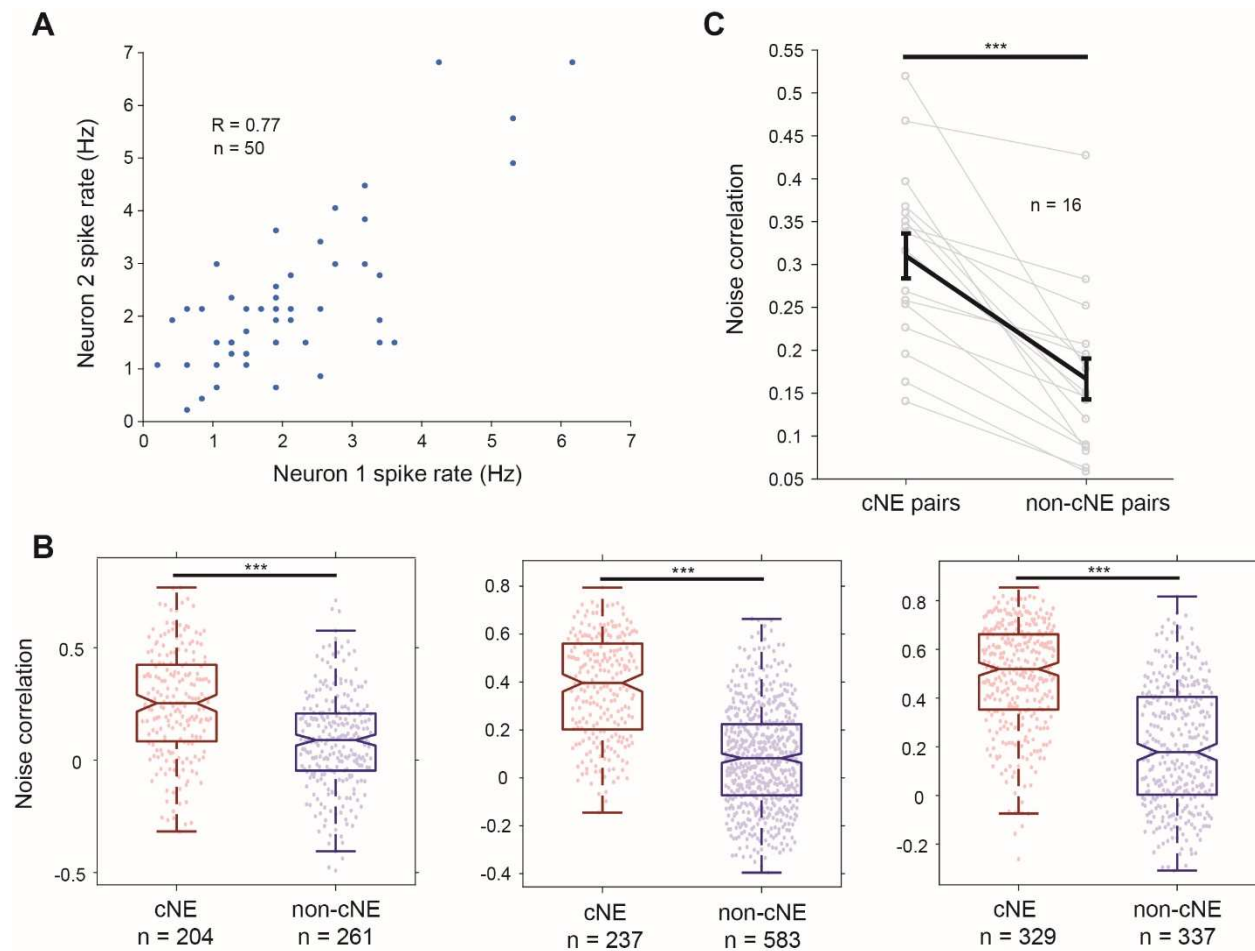 A
7
6
5
4
3
2
1
0
Neuron 2 spike rate (Hz)
R = 0.77
n = 50
0 1 2 3 4 5 6 7
Neuron 1 spike rate (Hz)
C
0.55
0.5
0.45
0.4
0.35
0.3
0.25
0.2
0.15
0.1
0.05
Noise correlation
***
n = 16
cNE pairs non-cNE pairs
B
Noise correlation
0.5
0
-0.5
***
cNE non-cNE
n = 204 n = 261
0.8
0.6
0.4
0.2
0
-0.2
-0.4
***
cNE non-cNE
n = 237 n = 583
0.8
0.6
0.4
0.2
0
-0.2
***
cNE non-cNE
n = 329 n = 337